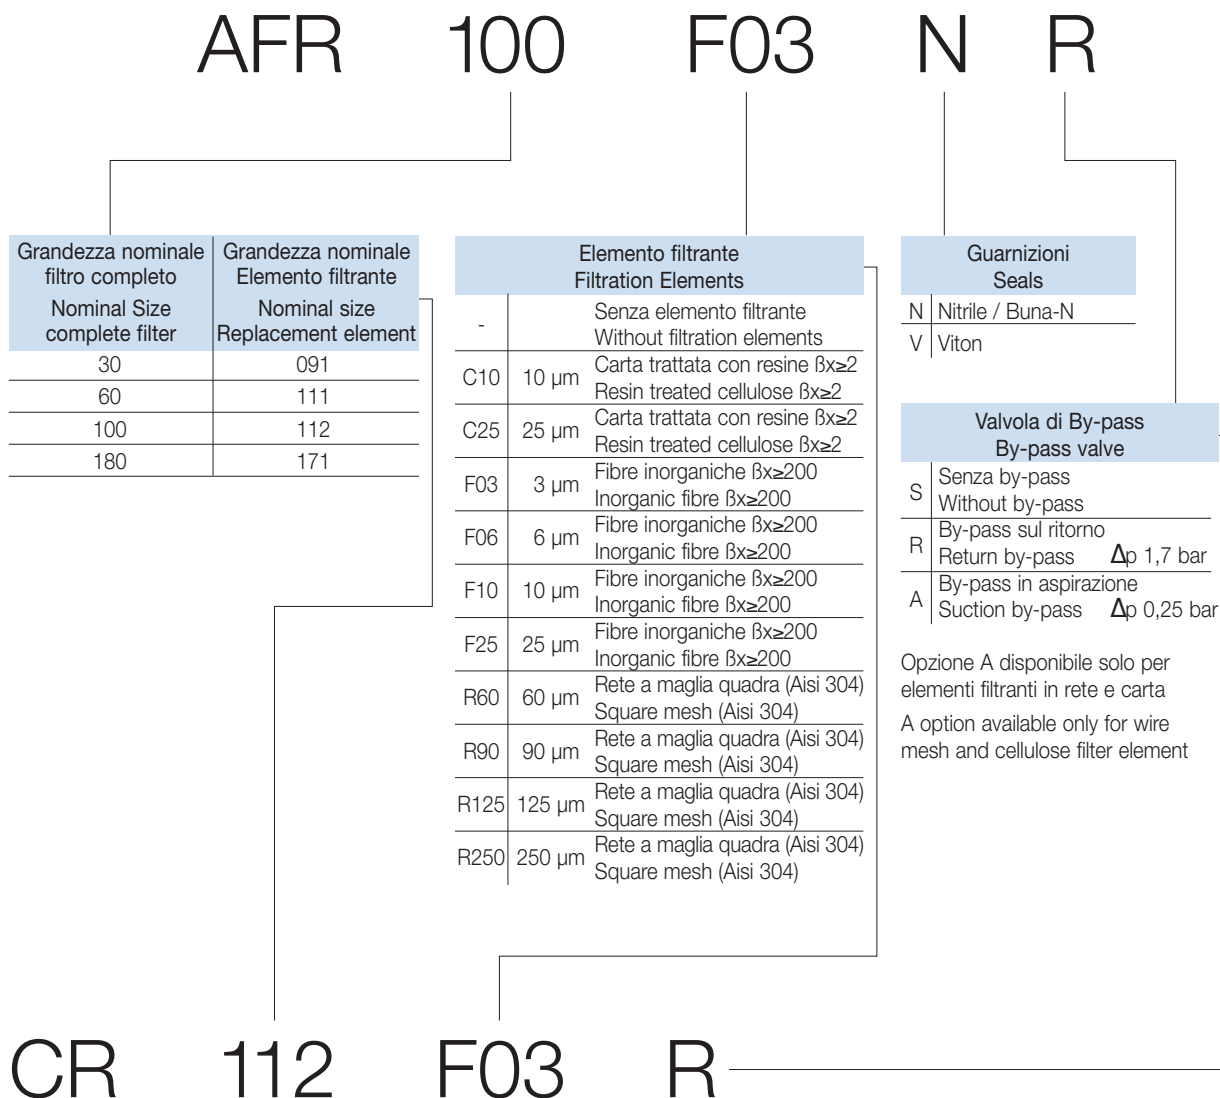 AFR 100 F03 N R
Grandezza nominale filtro completo
Nominal Size complete filter
Grandezza nominale Elemento filtrante
Nominal size Replacement element
30 091
60 111
100 112
180 171
Elemento filtrante
Filtration Elements
- Senza elemento filtrante
Without filtration elements
C10 10 µm Carta trattata con resine ßx≥2
Resin treated cellulose ßx≥2
C25 25 µm Carta trattata con resine ßx≥2
Resin treated cellulose ßx≥2
F03 3 µm Fibre inorganiche ßx≥200
Inorganic fibre ßx≥200
F06 6 µm Fibre inorganiche ßx≥200
Inorganic fibre ßx≥200
F10 10 µm Fibre inorganiche ßx≥200
Inorganic fibre ßx≥200
F25 25 µm Fibre inorganiche ßx≥200
Inorganic fibre ßx≥200
R60 60 µm Rete a maglia quadra (Aisi 304)
Square mesh (Aisi 304)
R90 90 µm Rete a maglia quadra (Aisi 304)
Square mesh (Aisi 304)
R125 125 µm Rete a maglia quadra (Aisi 304)
Square mesh (Aisi 304)
R250 250 µm Rete a maglia quadra (Aisi 304)
Square mesh (Aisi 304)
Guarnizioni
Seals
N Nitrile / Buna-N
V Viton
Valvola di By-pass
By-pass valve
S Senza by-pass
Without by-pass
R By-pass sul ritorno
Return by-pass Δp 1,7 bar
A By-pass in aspirazione
Suction by-pass Δp 0,25 bar
Opzione A disponibile solo per
elementi filtranti in rete e carta
A option available only for wire
mesh and cellulose filter element
CR 112 F03 R